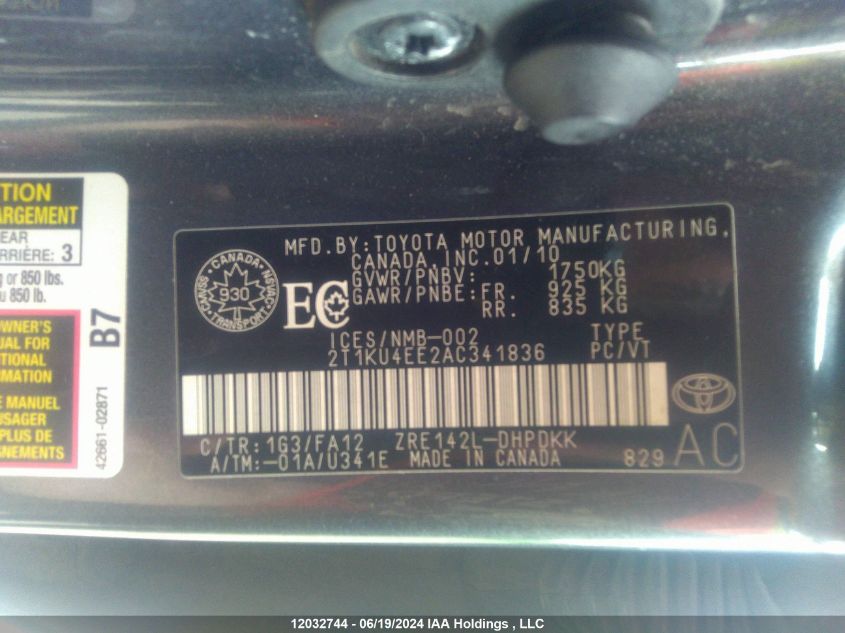 TION
ARGEMENT
EAR
ARRIÈRE: 3
g or 850 lbs.
u 850 lb.
OWNER'S
UAL FOR
TIONAL
MATION
E MANUEL
USAGER
PLUS DE
GNEMENTS
B7
42661-02871
CANADA
930
TRANSPORT
EC
MFD.BY:TOYOTA MOTOR MANUFACTURING.
CANADA, INC.01/10
GVWR/PNBV: 1750KG
GAWR/PNBE:FR. 925 KG
RR. 835 KG
ICES/NMB-002 TYPE
2T1KU4EE2AC341836 PC/VT
C/TR:1G3/FA12 ZRE142L-DHPDKK
A/TM:-01A/U341E MADE IN CANADA 829 AC
12032744 - 06/19/2024 IAA Holdings , LLC